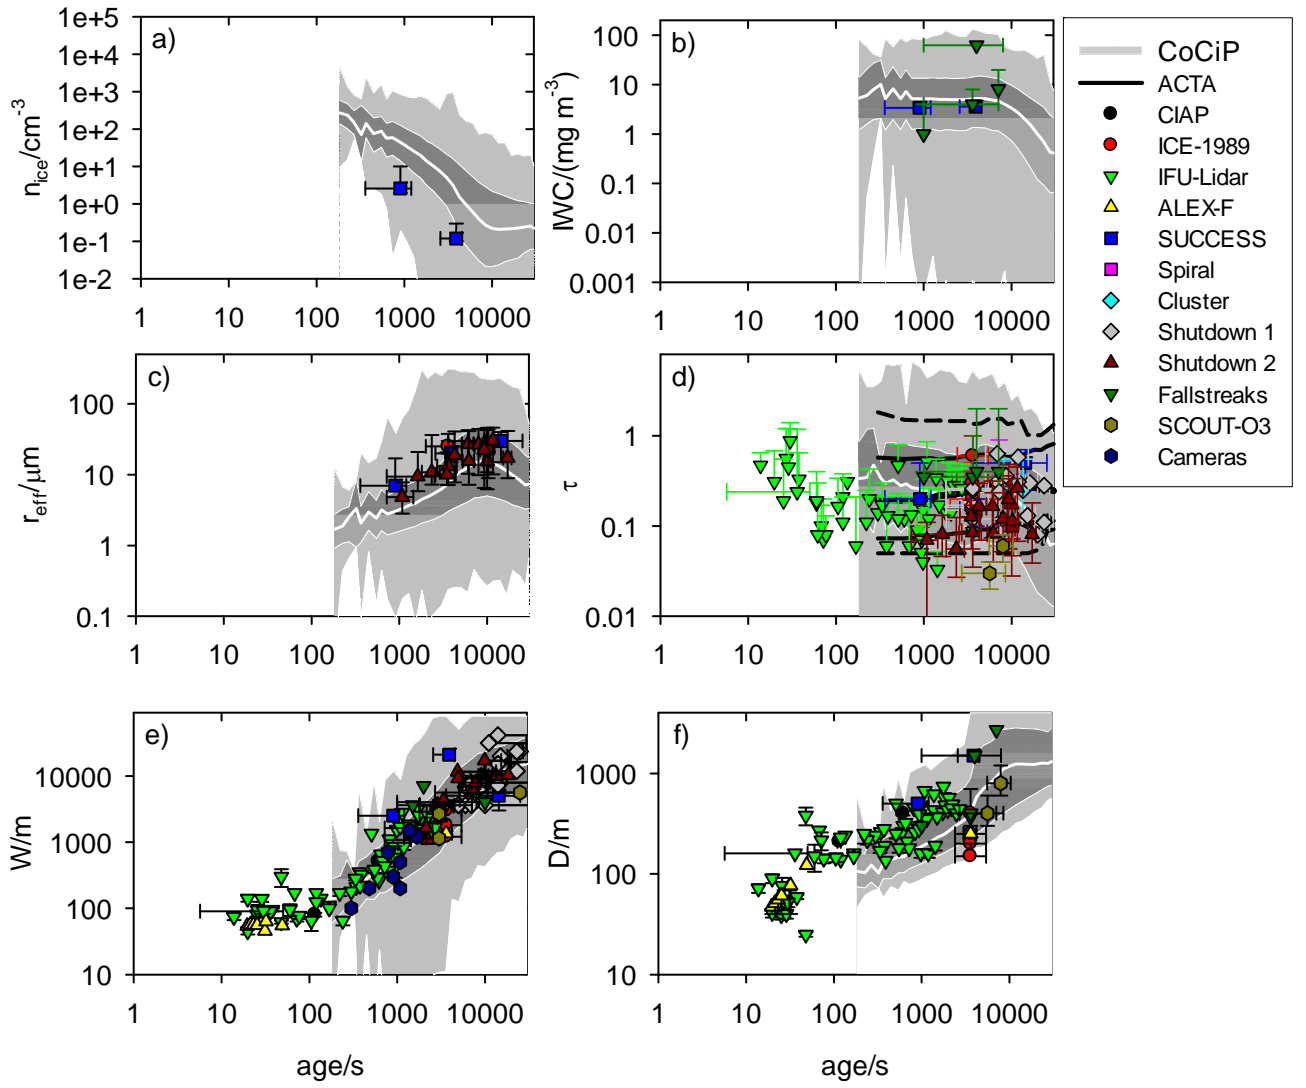 a)
n_ice/cm^-3
1e+5
1e+4
1e+3
1e+2
1e+1
1e+0
1e-1
1e-2
1 10 100 1000 10000
b)
IWC/(mg m^-3)
100
10
1
0.1
0.01
0.001
1 10 100 1000 10000
CoCiP
ACTA
CIAP
ICE-1989
IFU-Lidar
ALEX-F
SUCCESS
Spiral
Cluster
Shutdown 1
Shutdown 2
Fallstreaks
SCOUT-O3
Cameras
c)
r_eff/µm
100
10
1
0.1
1 10 100 1000 10000
d)
τ
1
0.1
0.01
1 10 100 1000 10000
e)
W/m
10000
1000
100
10
1 10 100 1000 10000
age/s
f)
D/m
1000
100
10
1 10 100 1000 10000
age/s